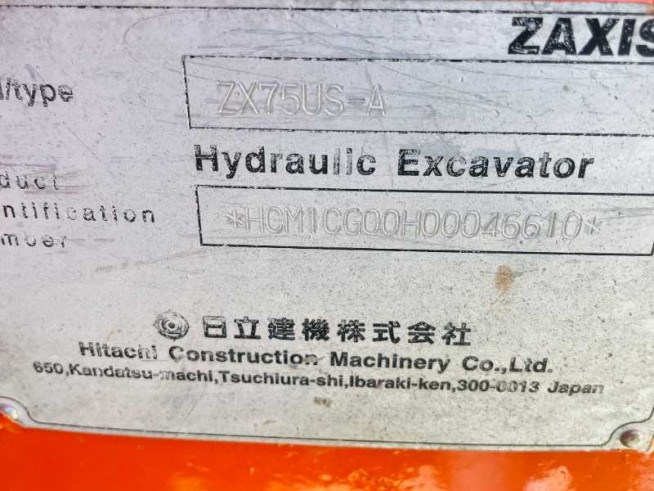 ZAXIS
l/type
ZX75US-A
Hydraulic Excavator
duct
ntification
mber
*HCM1CG00H00046610*
日立建機株式会社
Hitachi Construction Machinery Co.,Ltd.
650,Kandatsu-machi,Tsuchiura-shi,Ibaraki-ken,300-0013 Japan